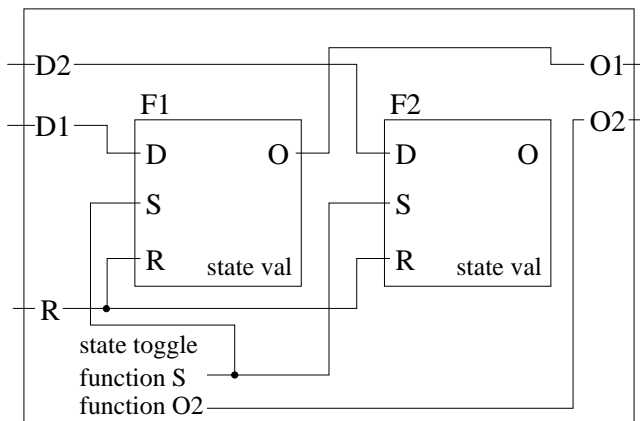 D2
O1
F1
F2
O2
D1
D
O
D
O
S
S
R
state val
R
state val
R
state toggle
function S
function O2